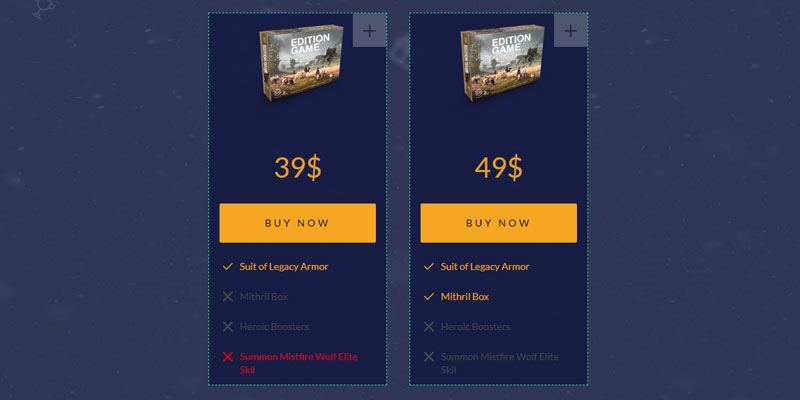 EDITION
GAME
39$
BUY NOW
Suit of Legacy Armor
Mithril Box
Heroic Boosters
Summon Mistfire Wolf Elite
Skil
EDITION
GAME
49$
BUY NOW
Suit of Legacy Armor
Mithril Box
Heroic Boosters
Summon Mistfire Wolf Elite
Skil